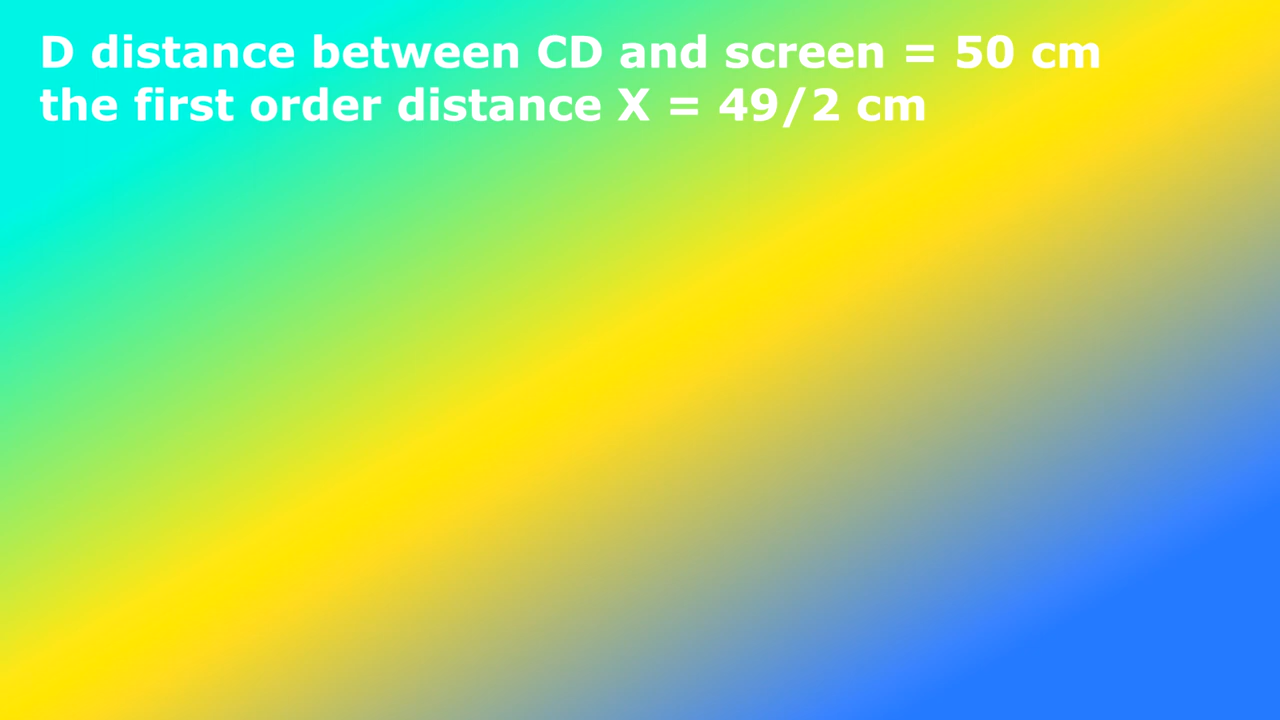 D distance between CD and screen = 50 cm
the first order distance X = 49/2 cm